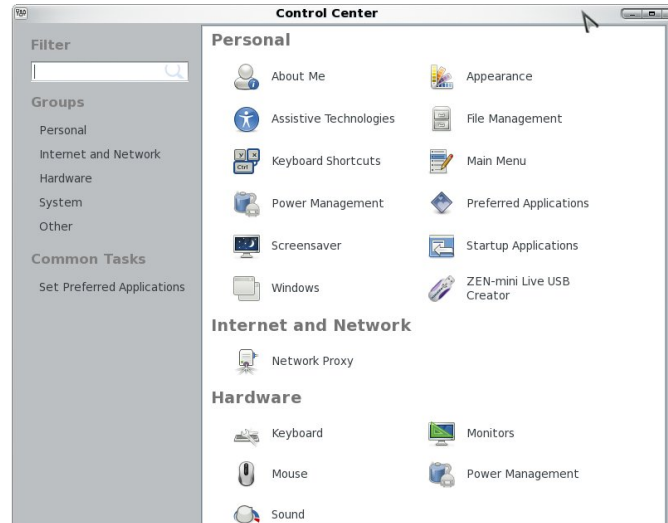 Control Center
Filter
Groups
Personal
Internet and Network
Hardware
System
Other
Common Tasks
Set Preferred Applications
Personal
About Me
Appearance
Assistive Technologies
File Management
Keyboard Shortcuts
Main Menu
Power Management
Preferred Applications
Screensaver
Startup Applications
Windows
ZEN-mini Live USB
Creator
Internet and Network
Network Proxy
Hardware
Keyboard
Monitors
Mouse
Power Management
Sound